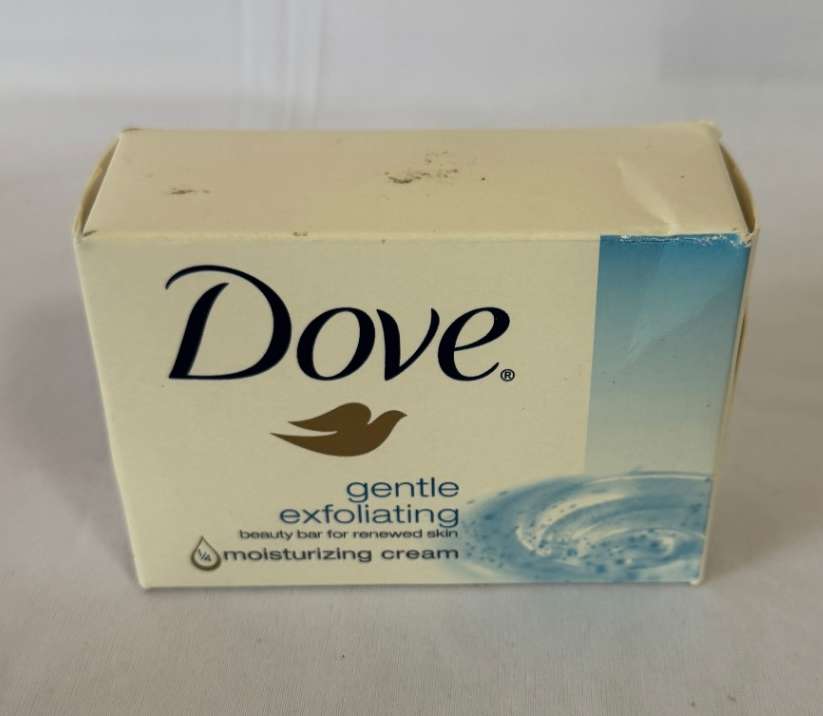 Dove®
gentle
exfoliating
beauty bar for renewed skin
¼ moisturizing cream